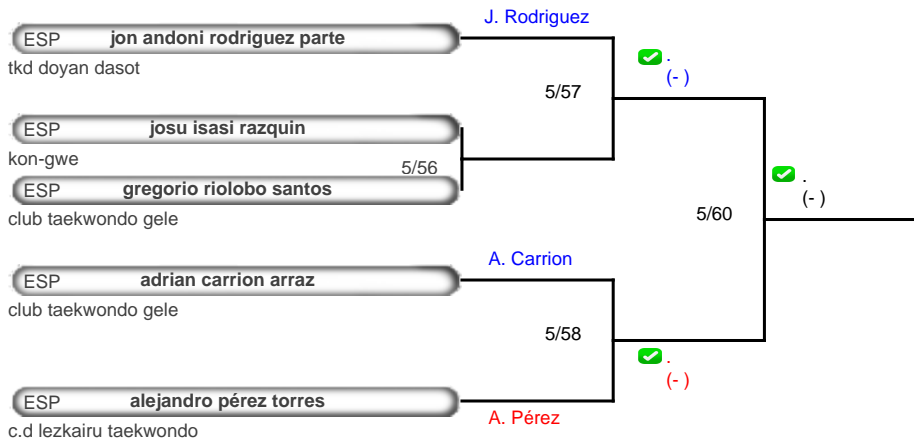 J. Rodriguez
ESP jon andoni rodriguez parte
tkd doyan dasot
.
(- )
5/57
ESP josu isasi razquin
kon-gwe
5/56
ESP gregorio riolobo santos
club taekwondo gele
.
(- )
5/60
A. Carrion
ESP adrian carrion arraz
club taekwondo gele
5/58
.
(- )
ESP alejandro pérez torres
A. Pérez
c.d lezkairu taekwondo